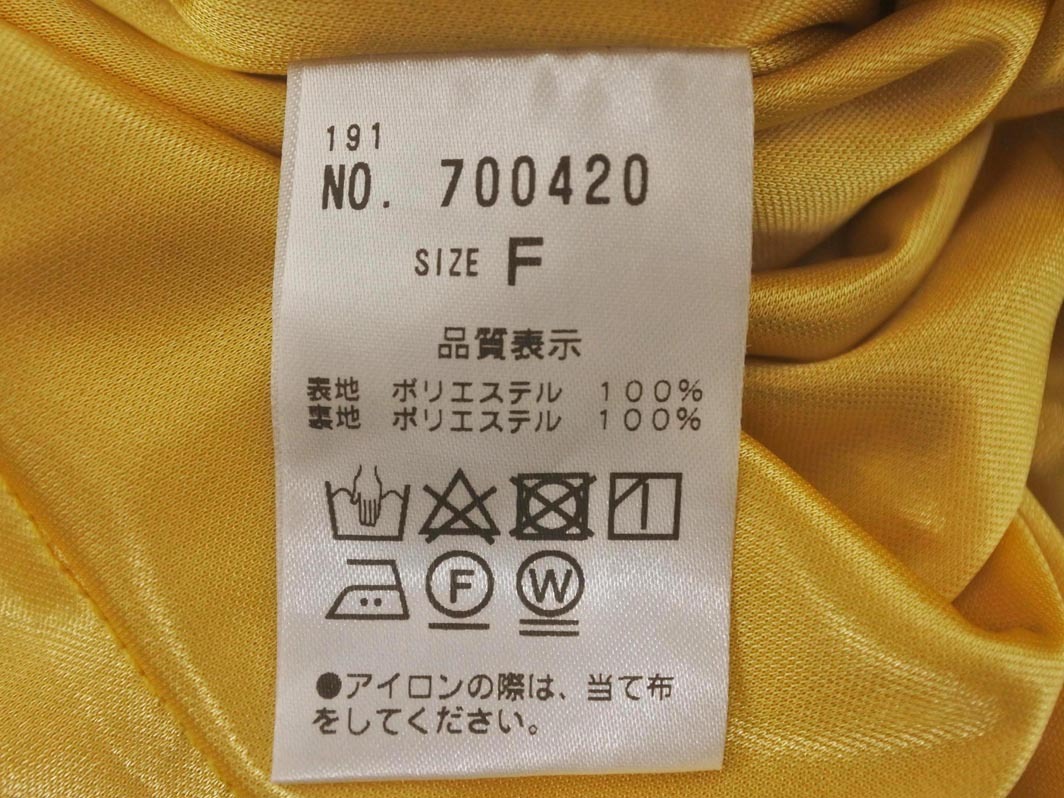 191
NO. 700420
SIZE F
品質表示
表地 ポリエステル 100%
裏地 ポリエステル 100%
F W
●アイロンの際は、当て布
をしてください。